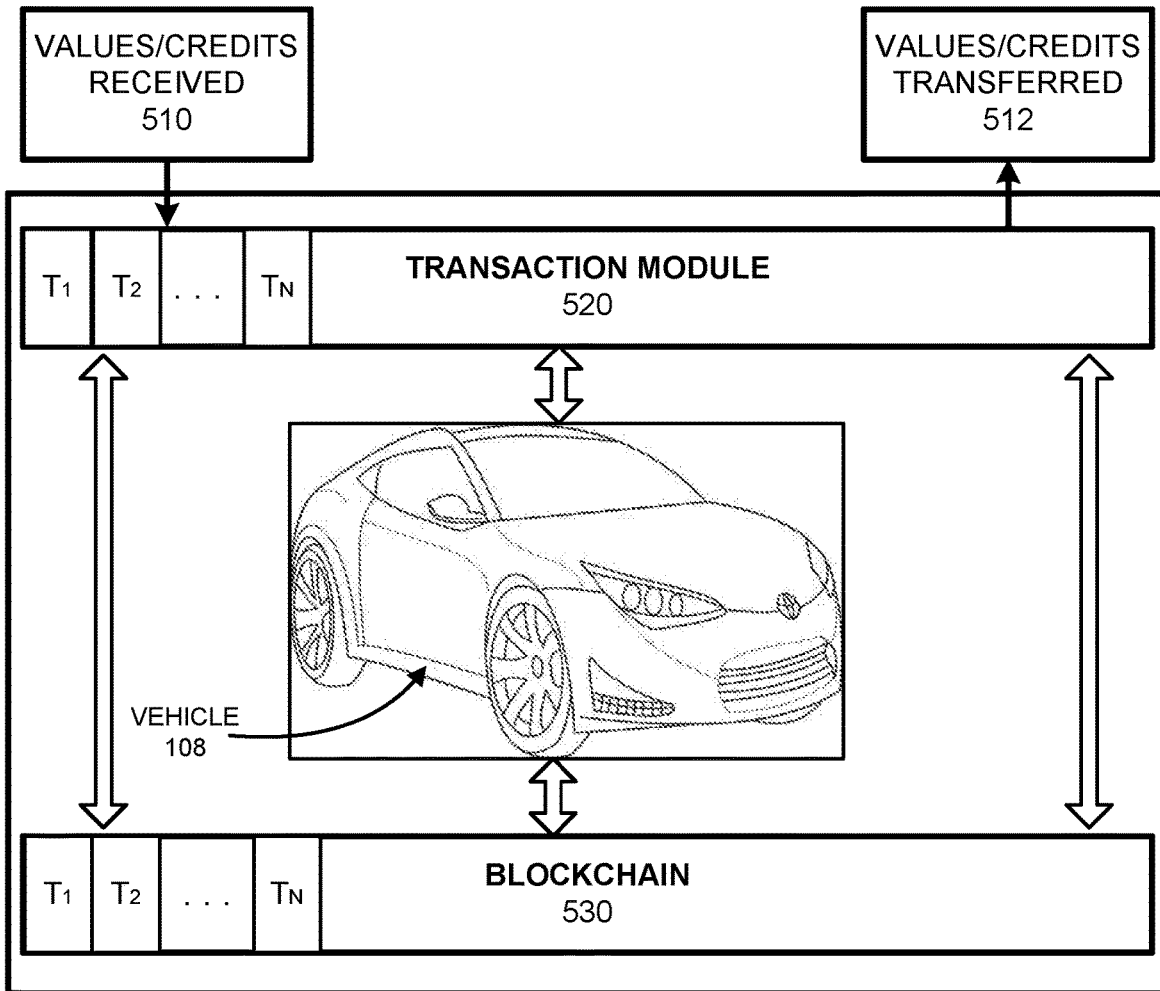 VALUES/CREDITS
RECEIVED
510
VALUES/CREDITS
TRANSFERRED
512
T1 T2 . . . TN
TRANSACTION MODULE
520
VEHICLE
108
T1 T2 . . . TN
BLOCKCHAIN
530